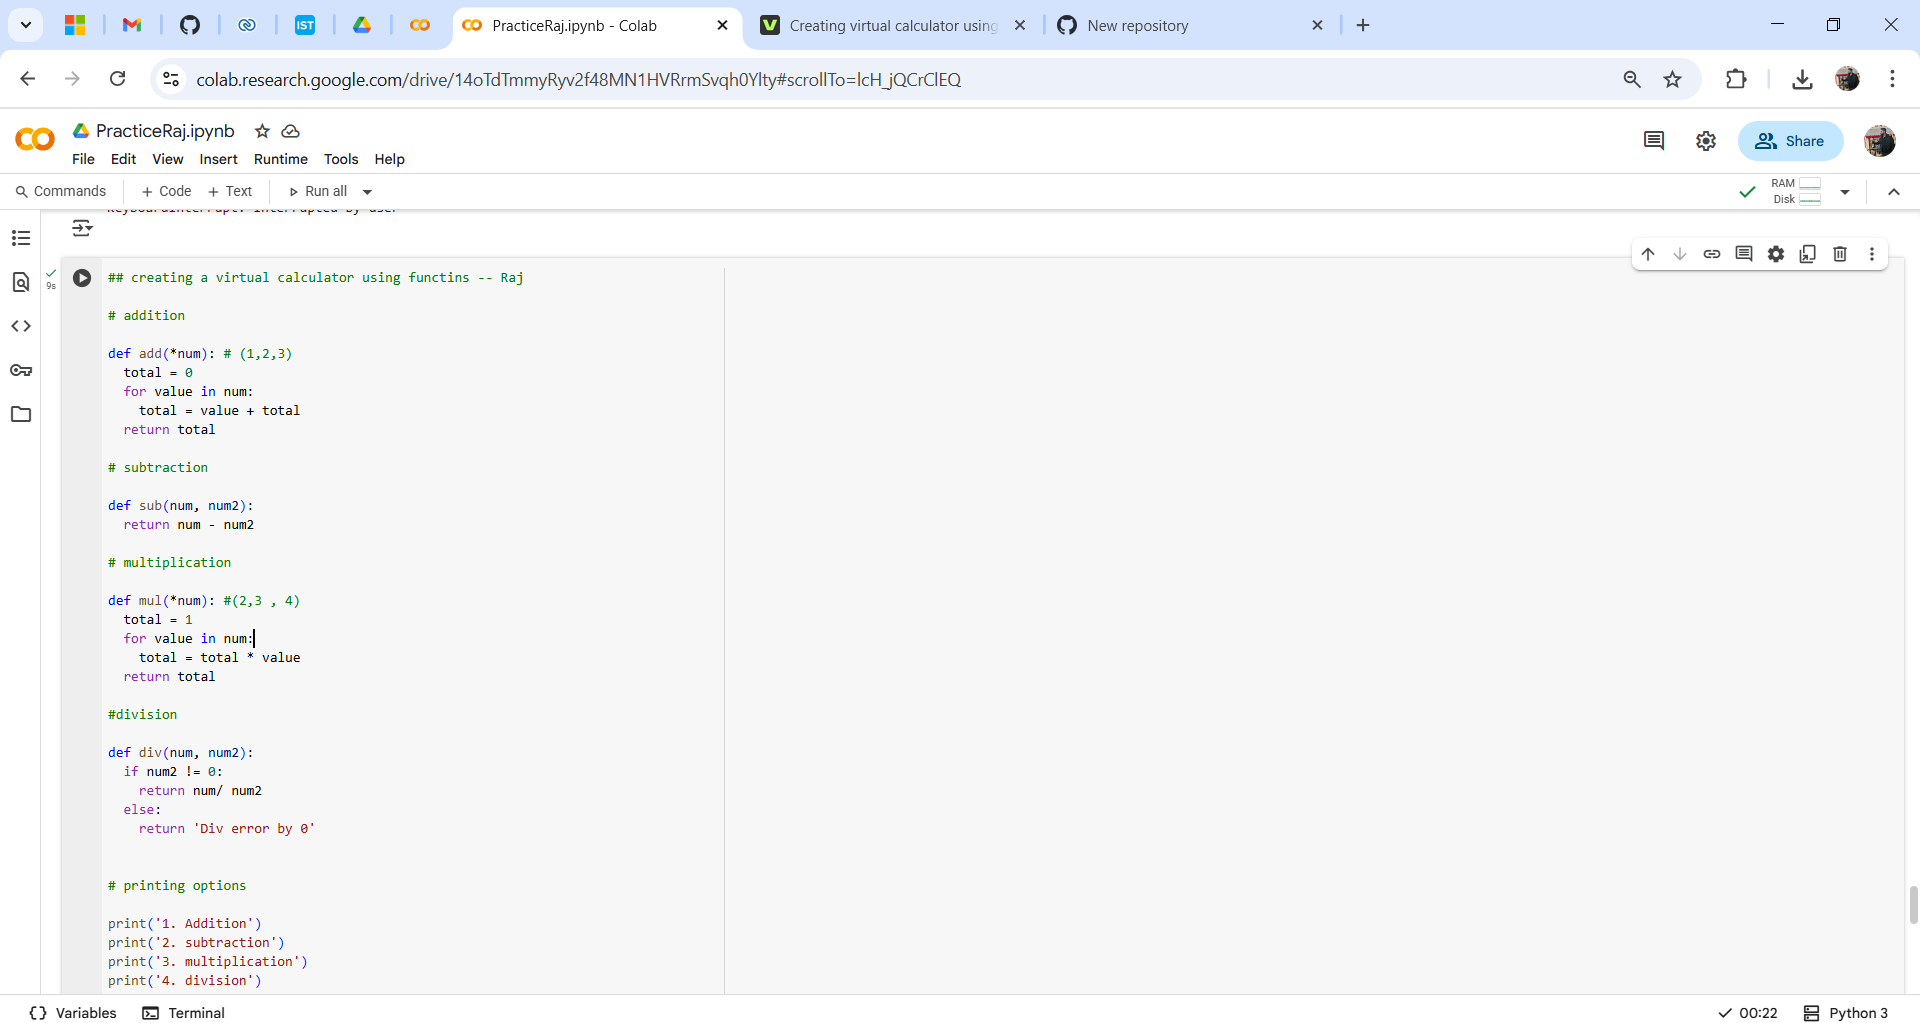 IST
PracticeRaj.ipynb - Colab
Creating virtual calculator using
New repository
colab.research.google.com/drive/14oTdTmmyRyv2f48MN1HVRrmSvqh0Ylty#scrollTo=lcH_jQCrClEQ
PracticeRaj.ipynb
File Edit View Insert Runtime Tools Help
Share
Commands + Code + Text Run all
RAM
Disk
KeyboardInterrupt: Interrupted by user
9s
## creating a virtual calculator using functins -- Raj
# addition
def add(*num): # (1,2,3)
total = 0
for value in num:
total = value + total
return total
# subtraction
def sub(num, num2):
return num - num2
# multiplication
def mul(*num): #(2,3 , 4)
total = 1
for value in num:
total = total * value
return total
#division
def div(num, num2):
if num2 != 0:
return num/ num2
else:
return 'Div error by 0'
# printing options
print('1. Addition')
print('2. subtraction')
print('3. multiplication')
print('4. division')
{} Variables Terminal 00:22 Python 3